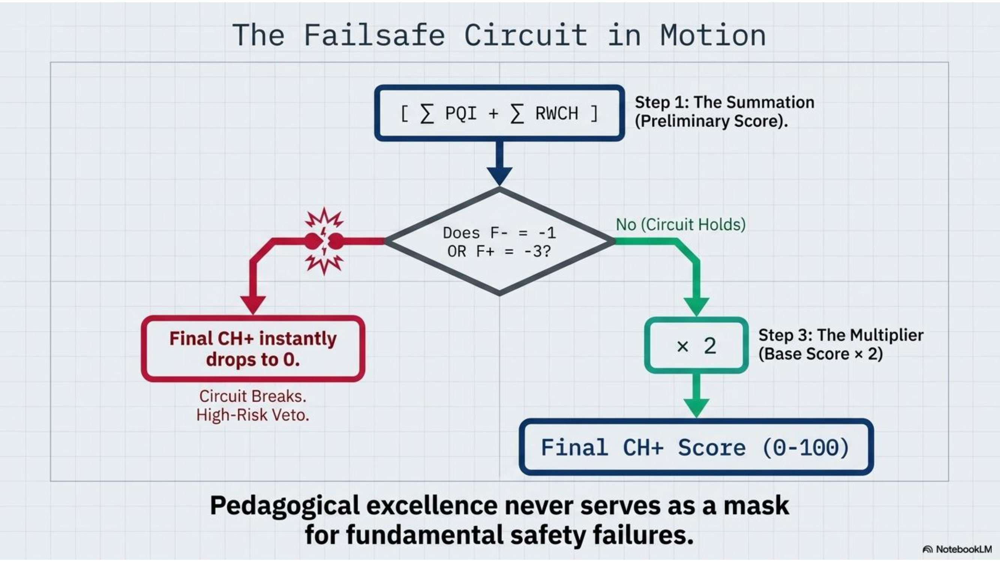 The Failsafe Circuit in Motion
[ ∑ PQI + ∑ RWCH ]
Step 1: The Summation
(Preliminary Score).
Does F- = -1
OR F+ = -3?
No (Circuit Holds)
Final CH+ instantly
drops to 0.
Circuit Breaks.
High-Risk Veto.
× 2
Step 3: The Multiplier
(Base Score × 2)
Final CH+ Score (0-100)
Pedagogical excellence never serves as a mask
for fundamental safety failures.
NotebookLM